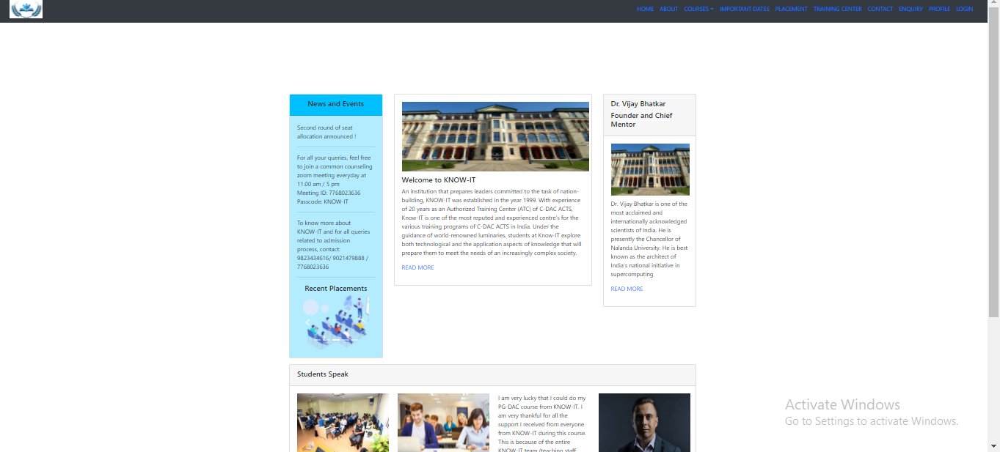 HOME ABOUT COURSES IMPORTANT DATES PLACEMENT TRAINING CENTER CONTACT ENQUIRY PROFILE LOGIN
News and Events
Second round of seat
allocation announced !
For all your queries, feel free
to join a common counseling
zoom meeting everyday at
11.00 am / 5 pm
Meeting ID: 7768023636
Passcode: KNOW-IT
To know more about
KNOW-IT and for all queries
related to admission
process, contact:
9823434616/ 9021479888 /
7768023636
Recent Placements
Welcome to KNOW-IT
An institution that prepares leaders committed to the task of nation-
building, KNOW-IT was established in the year 1999. With experience
of 20 years as an Authorized Training Center (ATC) of C-DAC ACTS,
Know-IT is one of the most reputed and experienced centre's for the
various training programs of C-DAC ACTS in India. Under the
guidance of world-renowned luminaries, students at Know-IT explore
both technological and the application aspects of knowledge that will
prepare them to meet the needs of an increasingly complex society.
READ MORE
Dr. Vijay Bhatkar
Founder and Chief
Mentor
Dr. Vijay Bhatkar is one of the
most acclaimed and
internationally acknowledged
scientists of India. He is
presently the Chancellor of
Nalanda University. He is best
known as the architect of
India's national initiative in
supercomputing
READ MORE
Students Speak
I am very lucky that I could do my
PG-DAC course from KNOW-IT. I
am very thankful for all the
support I received from everyone
from KNOW-IT during this course.
This is because of the entire
KNOW-IT team (teaching staff,
Activate Windows
Go to Settings to activate Windows.